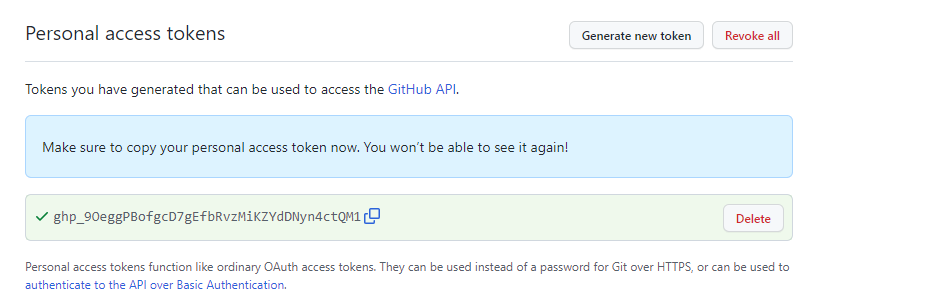 Personal access tokens
Generate new token
Revoke all
Tokens you have generated that can be used to access the GitHub API.
Make sure to copy your personal access token now. You won't be able to see it again!
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
Delete
Personal access tokens function like ordinary OAuth access tokens. They can be used instead of a password for Git over HTTPS, or can be used to
authenticate to the API over Basic Authentication.